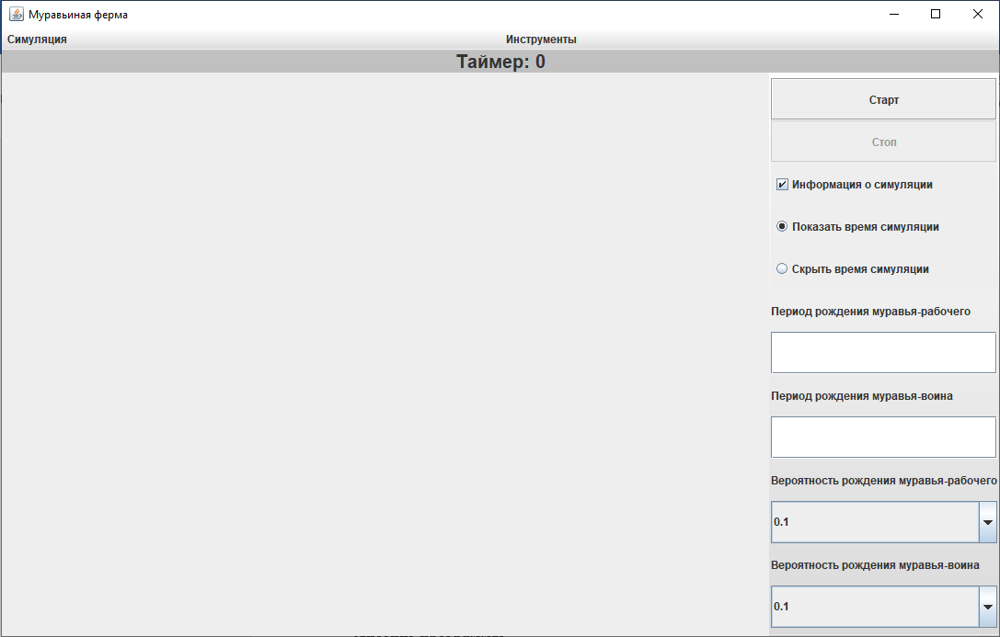 Муравьиная ферма
Симуляция Инструменты
Таймер: 0
Старт
Стоп
Информация о симуляции
Показать время симуляции
Скрыть время симуляции
Период рождения муравья-рабочего
Период рождения муравья-воина
Вероятность рождения муравья-рабочего
0.1
Вероятность рождения муравья-воина
0.1